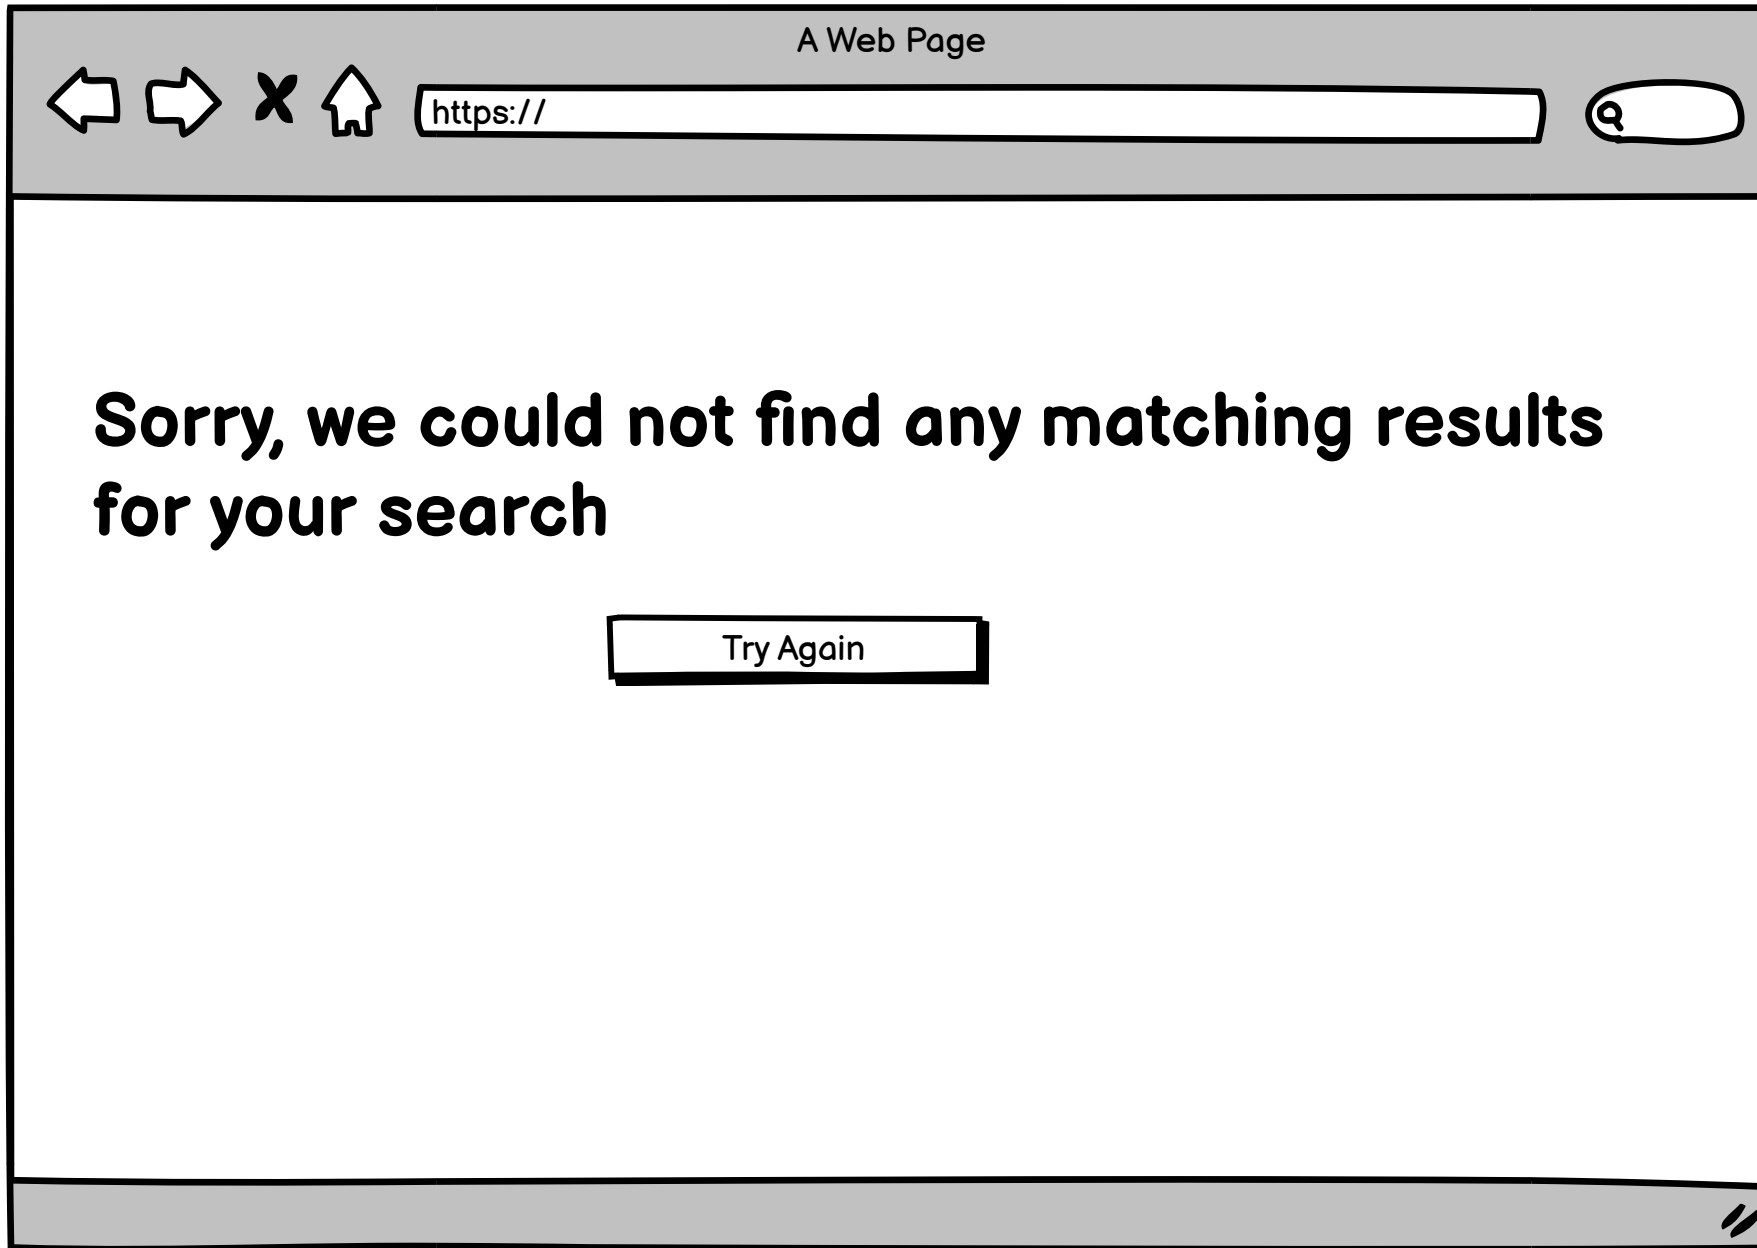 A Web Page
https://
Sorry, we could not find any matching results
for your search
Try Again